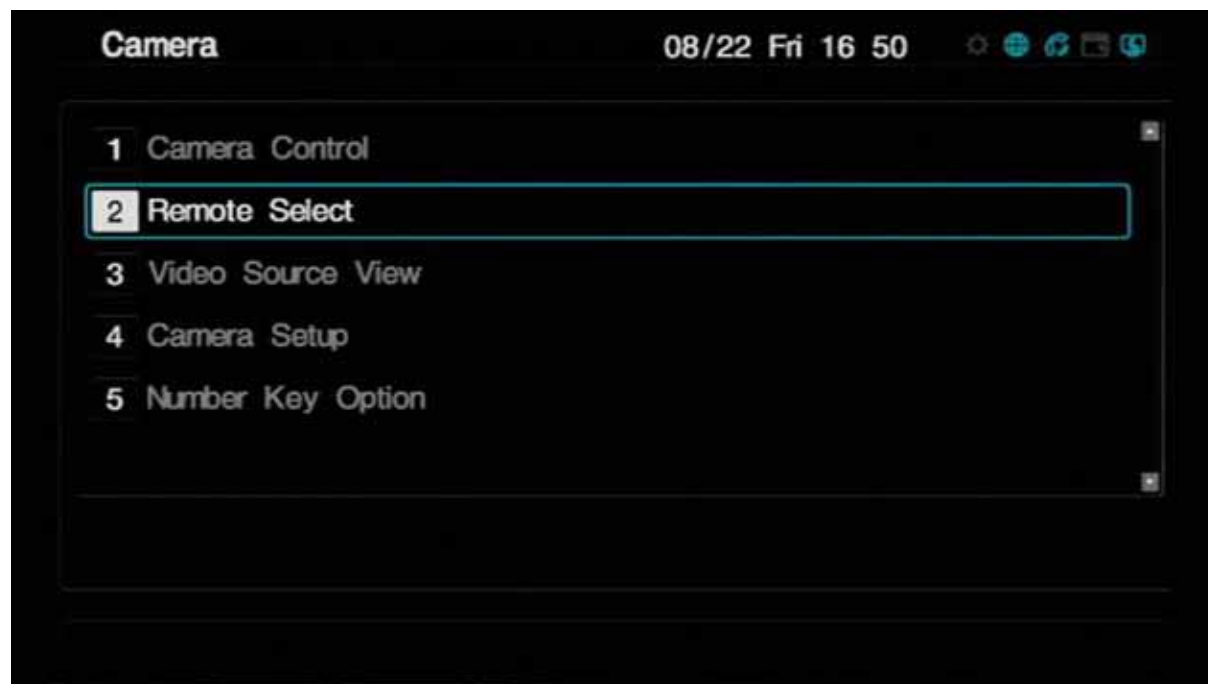 Camera 08/22 Fri 16 50
1 Camera Control
2 Remote Select
3 Video Source View
4 Camera Setup
5 Number Key Option